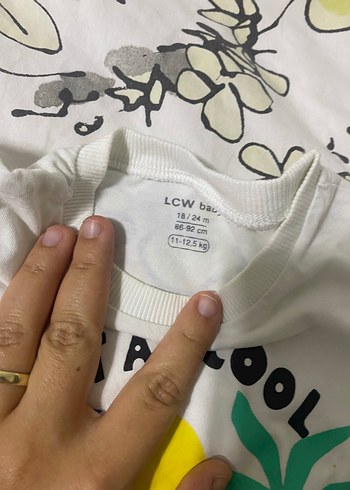 LCW baby
18 / 24 m
86-92 cm
11-12,5 kg
A COOL